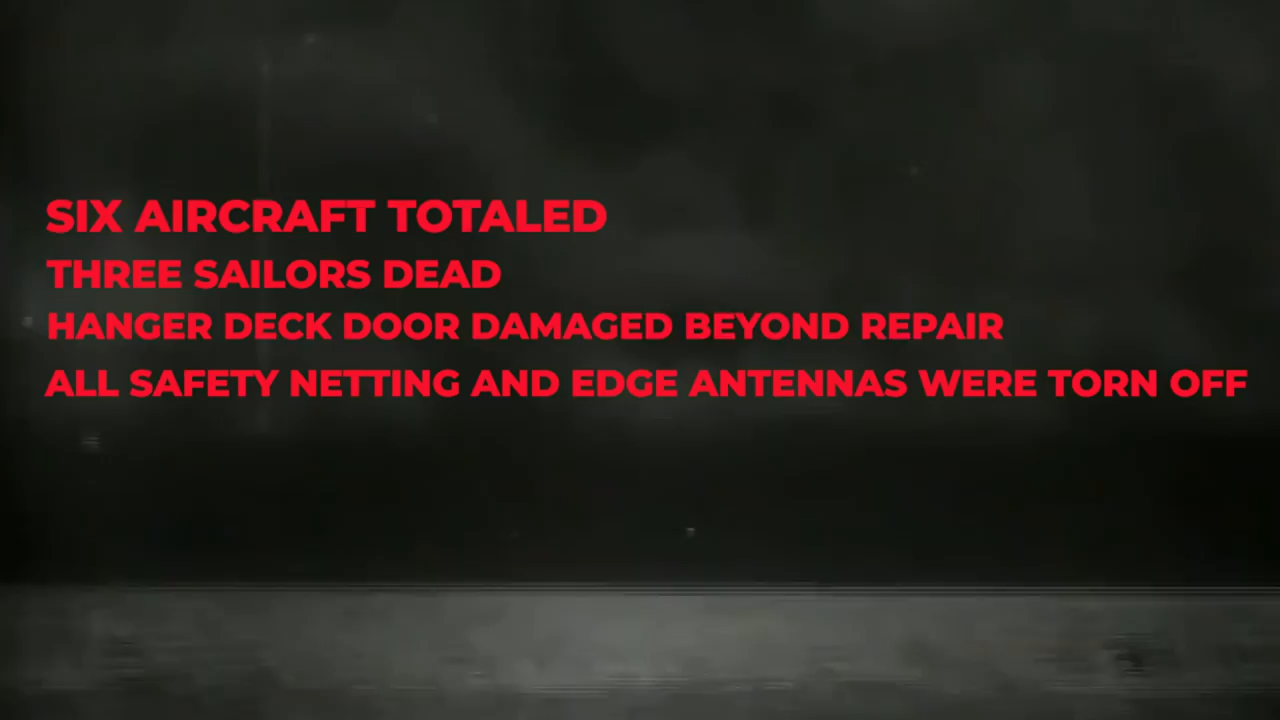 SIX AIRCRAFT TOTALED
THREE SAILORS DEAD
HANGER DECK DOOR DAMAGED BEYOND REPAIR
ALL SAFETY NETTING AND EDGE ANTENNAS WERE TORN OFF